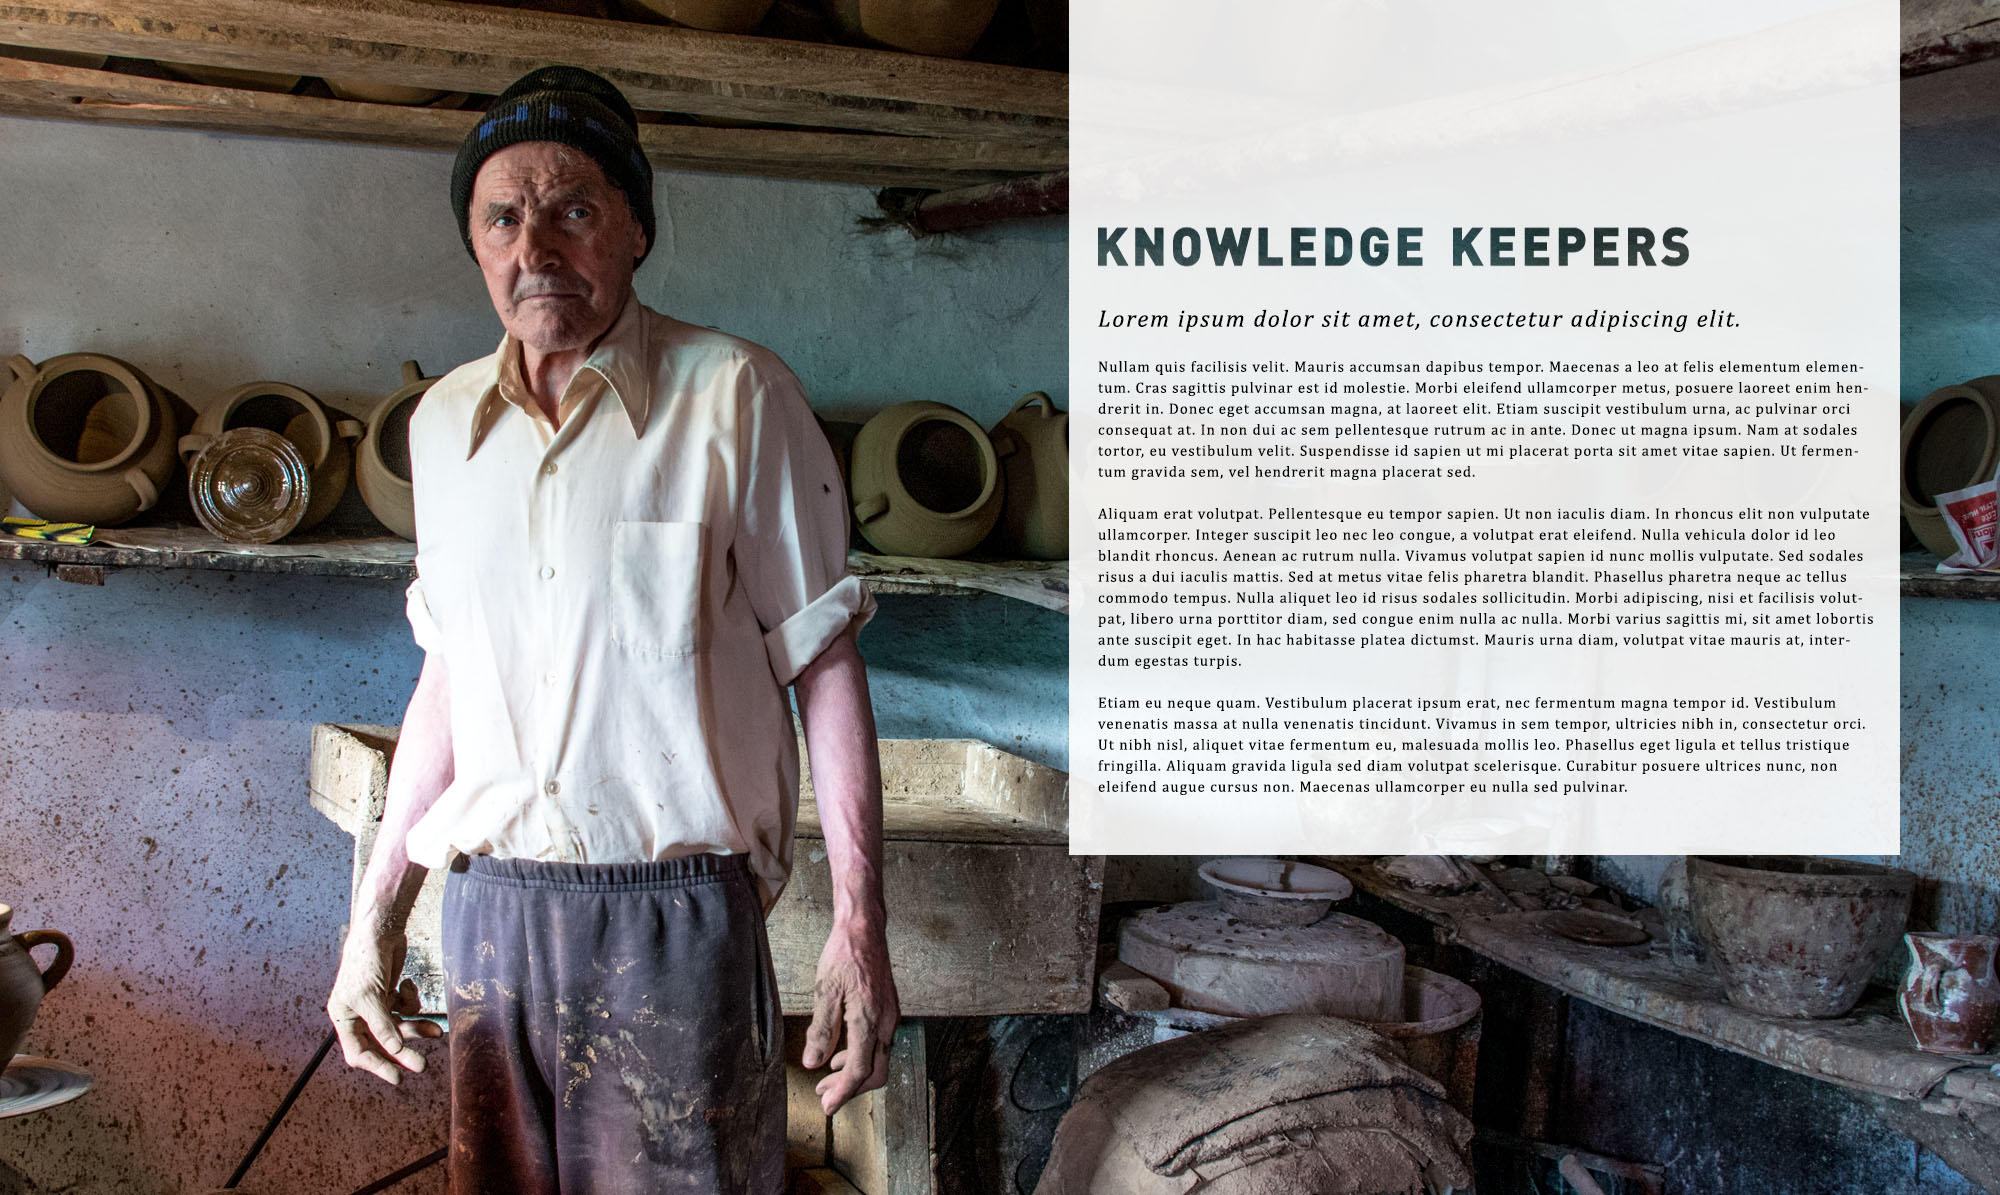 KNOWLEDGE KEEPERS
Lorem ipsum dolor sit amet, consectetur adipiscing elit.
Nullam quis facilisis velit. Mauris accumsan dapibus tempor. Maecenas a leo at felis elementum elemen-
tum. Cras sagittis pulvinar est id molestie. Morbi eleifend ullamcorper metus, posuere laoreet enim hen-
drerit in. Donec eget accumsan magna, at laoreet elit. Etiam suscipit vestibulum urna, ac pulvinar orci
consequat at. In non dui ac sem pellentesque rutrum ac in ante. Donec ut magna ipsum. Nam at sodales
tortor, eu vestibulum velit. Suspendisse id sapien ut mi placerat porta sit amet vitae sapien. Ut fermen-
tum gravida sem, vel hendrerit magna placerat sed.
Aliquam erat volutpat. Pellentesque eu tempor sapien. Ut non iaculis diam. In rhoncus elit non vulputate
ullamcorper. Integer suscipit leo nec leo congue, a volutpat erat eleifend. Nulla vehicula dolor id leo
blandit rhoncus. Aenean ac rutrum nulla. Vivamus volutpat sapien id nunc mollis vulputate. Sed sodales
risus a dui iaculis mattis. Sed at metus vitae felis pharetra blandit. Phasellus pharetra neque ac tellus
commodo tempus. Nulla aliquet leo id risus sodales sollicitudin. Morbi adipiscing, nisi et facilisis volut-
pat, libero urna porttitor diam, sed congue enim nulla ac nulla. Morbi varius sagittis mi, sit amet lobortis
ante suscipit eget. In hac habitasse platea dictumst. Mauris urna diam, volutpat vitae mauris at, inter-
dum egestas turpis.
Etiam eu neque quam. Vestibulum placerat ipsum erat, nec fermentum magna tempor id. Vestibulum
venenatis massa at nulla venenatis tincidunt. Vivamus in sem tempor, ultricies nibh in, consectetur orci.
Ut nibh nisl, aliquet vitae fermentum eu, malesuada mollis leo. Phasellus eget ligula et tellus tristique
fringilla. Aliquam gravida ligula sed diam volutpat scelerisque. Curabitur posuere ultrices nunc, non
eleifend augue cursus non. Maecenas ullamcorper eu nulla sed pulvinar.